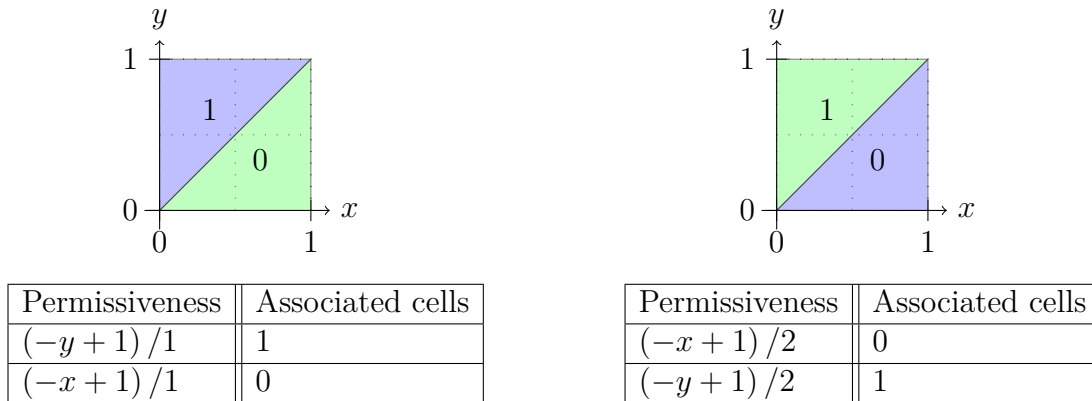 y
1
1
0
0
x
0
1
Permissiveness Associated cells
(−y + 1) /1 1
(−x + 1) /1 0
y
1
1
0
0
x
0
1
Permissiveness Associated cells
(−x + 1) /2 0
(−y + 1) /2 1